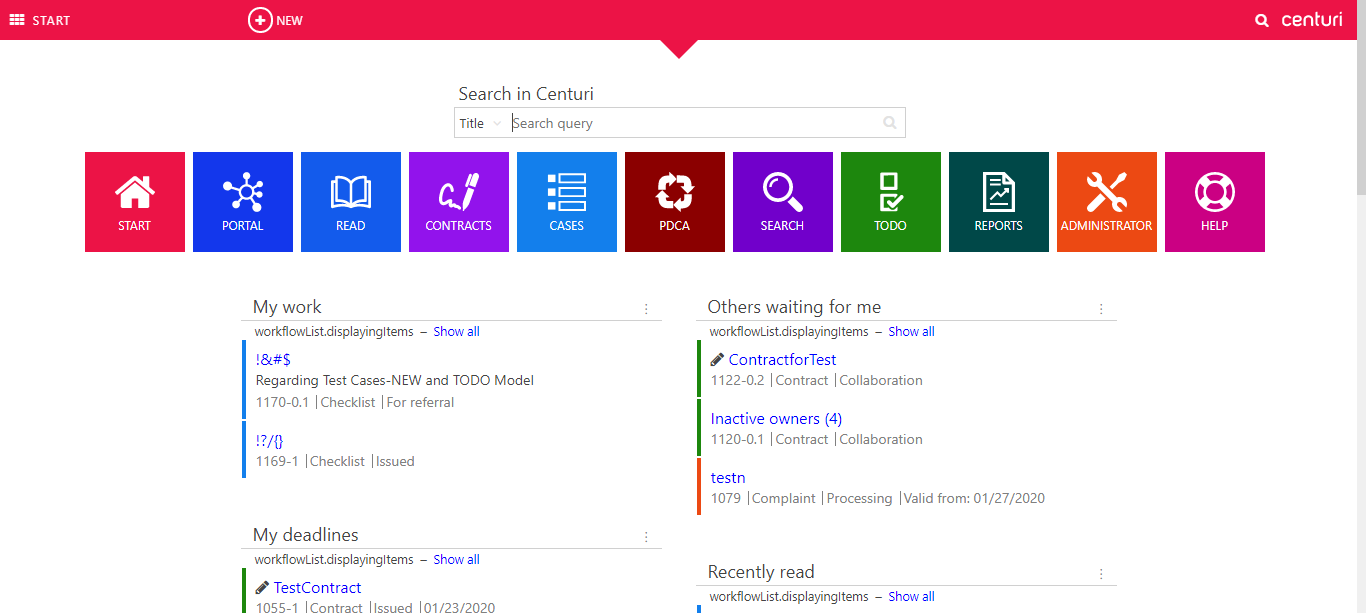 START
NEW
centuri
Search in Centuri
Title Search query
START PORTAL READ CONTRACTS CASES PDCA SEARCH TODO REPORTS ADMINISTRATOR HELP
My work
workflowList.displayingItems – Show all
!&#$
Regarding Test Cases-NEW and TODO Model
1170-0.1 |Checklist |For referral
!?/{}
1169-1 |Checklist |Issued
My deadlines
workflowList.displayingItems – Show all
TestContract
1055-1 |Contract |Issued |01/23/2020
Others waiting for me
workflowList.displayingItems – Show all
ContractforTest
1122-0.2 |Contract |Collaboration
Inactive owners (4)
1120-0.1 |Contract |Collaboration
testn
1079 |Complaint |Processing |Valid from: 01/27/2020
Recently read
workflowList.displayingItems – Show all